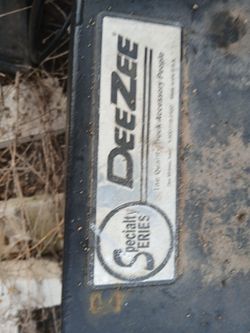 DEEZEE
The Quality Truck Accessory People
Specialty
SERIES